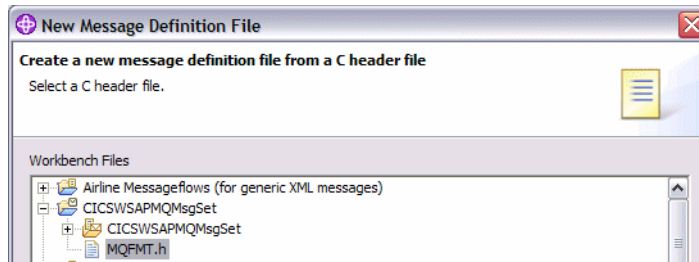 New Message Definition File
Create a new message definition file from a C header file
Select a C header file.
Workbench Files
Airline Messageflows (for generic XML messages)
CICSWSAPMQMsgSet
CICSWSAPMQMsgSet
MQFMT.h